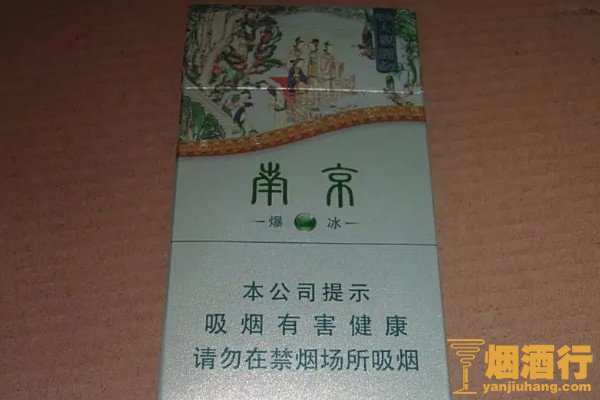 南京
爆 冰
本公司提示
吸烟有害健康
请勿在禁烟场所吸烟
烟酒行
yanjiuhang.com